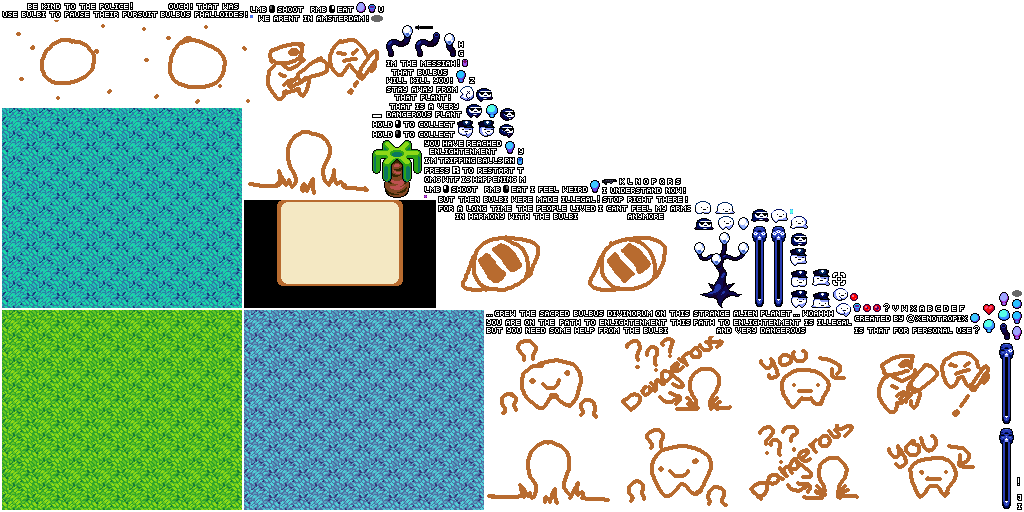 BE KIND TO THE POLICE!
USE BULBI TO PAUSE THEIR PURSUIT
OUCH! THAT WAS
BULBUS PHALLOIDES!
LMB SHOOT RMB EAT
U
WE ARENT IN AMSTERDAM!
H
G
IM THE MESSIAH!
THAT BULBUS
WILL KILL YOU!
Z
STAY AWAY FROM
THAT PLANT!
THAT IS A VERY
DANGEROUS PLANT
HOLD TO COLLECT
HOLD TO COLLECT
YOU HAVE REACHED
ENLIGHTENMENT
Y
IM TRIPPING BALLS RN
PRESS R TO RESTART
T
OMG WTF IS HAPPENING
M
LMB SHOOT RMB EAT
I FEEL WEIRD
K L N O P Q R S
I UNDERSTAND NOW!
BUT THEN BULBI WERE MADE ILLEGAL!
STOP RIGHT THERE!
FOR A LONG TIME THE PEOPLE LIVED
IN HARMONY WITH THE BULBI
I CANT FEEL MY ARMS
ANYMORE
? V W X A B C D E F
...GREW THE SACRED BULBUS DIVINORUM ON THIS STRANGE ALIEN PLANET...
WOAHHH
CREATED BY @XENOTROPIX
YOU ARE ON THE PATH TO ENLIGHTENMENT
BUT YOU NEED SOME HELP FROM THE BULBI
THIS PATH TO ENLIGHTENMENT IS ILLEGAL
AND VERY DANGEROUS
IS THAT FOR PERSONAL USE?
???
Dangerous
you
???
Dangerous
you
!
J
I